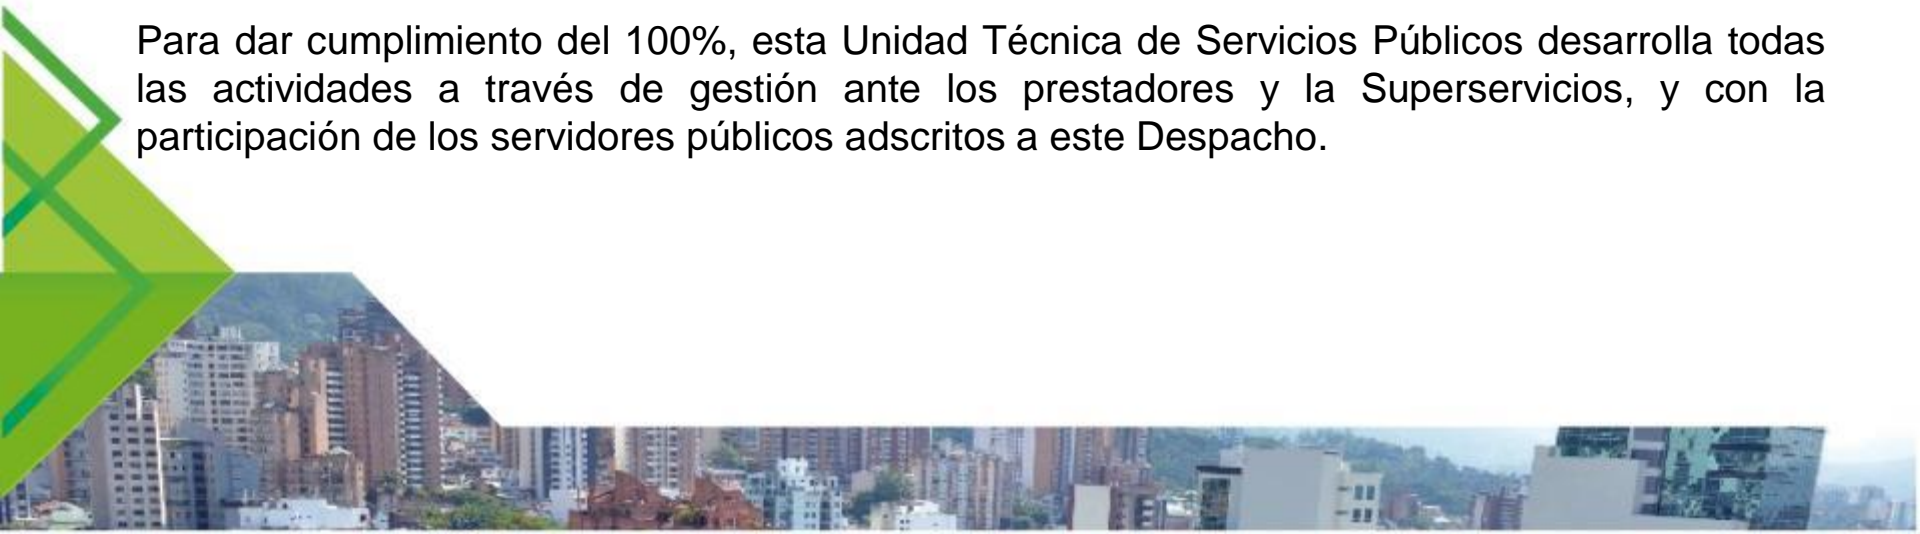 Para dar cumplimiento del 100%, esta Unidad Técnica de Servicios Públicos desarrolla todas
las actividades a través de gestión ante los prestadores y la Superservicios, y con la
participación de los servidores públicos adscritos a este Despacho.